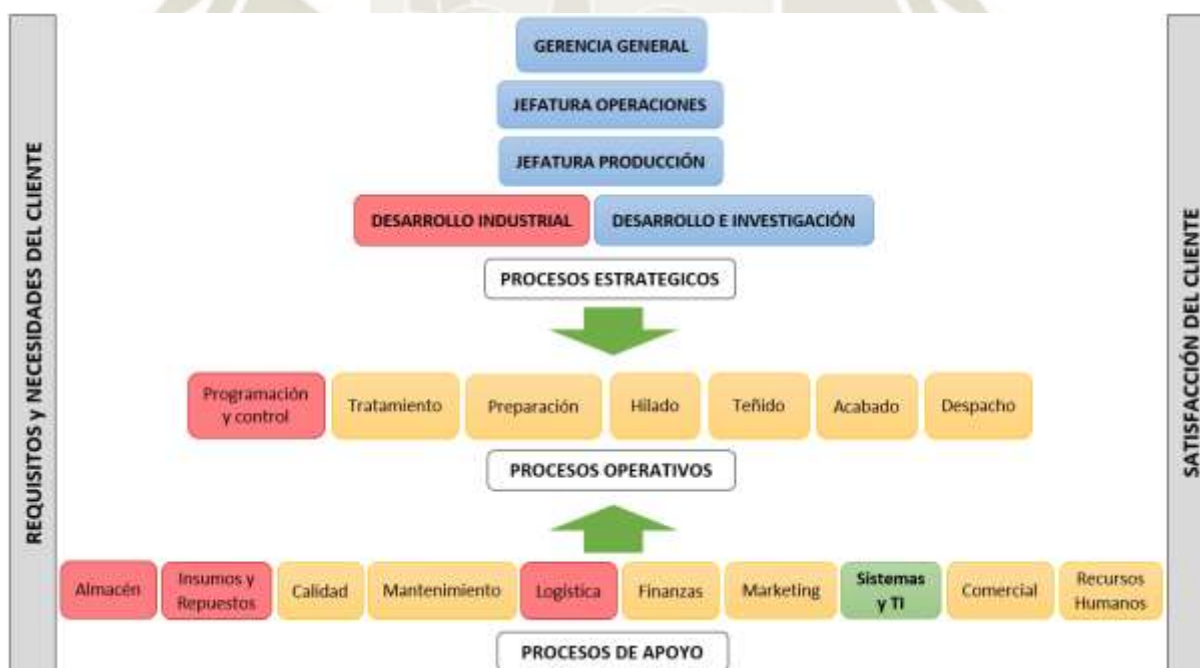 REQUISITOS y NECESIDADES DEL CLIENTE
GERENCIA GENERAL
JEFATURA OPERACIONES
JEFATURA PRODUCCIÓN
DESARROLLO INDUSTRIAL
DESARROLLO E INVESTIGACIÓN
PROCESOS ESTRATEGICOS
Programación
y control
Tratamiento
Preparación
Hilado
Teñido
Acabado
Despacho
PROCESOS OPERATIVOS
Almacén
Insumos y
Repuestos
Calidad
Mantenimiento
Logística
Finanzas
Marketing
Sistemas
y TI
Comercial
Recursos
Humanos
PROCESOS DE APOYO
SATISFACCIÓN DEL CLIENTE